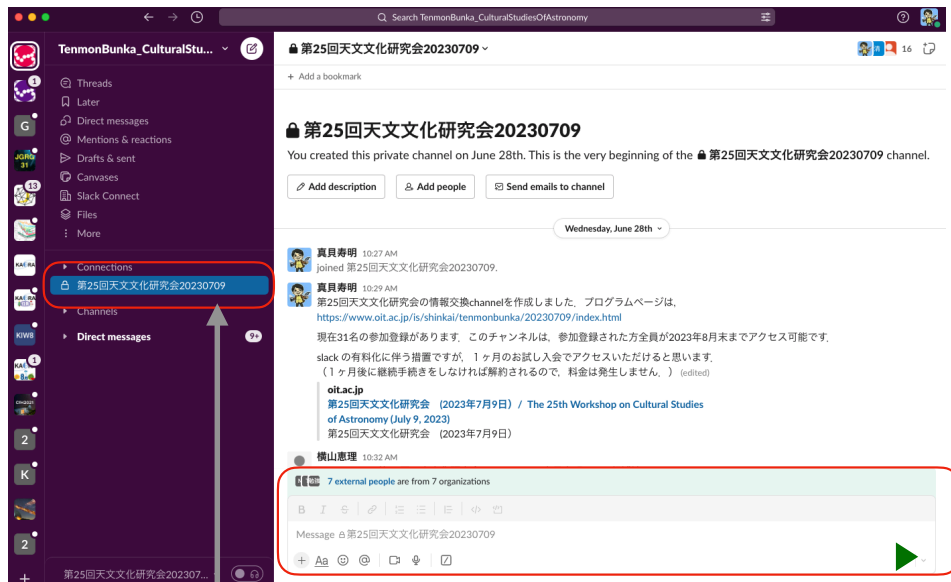 Search TenmonBunka_CulturalStudiesOfAstronomy
TenmonBunka_CulturalStu...
Threads
Later
Direct messages
Mentions & reactions
Drafts & sent
Canvases
Slack Connect
Files
More
Connections
第25回天文文化研究会20230709
Channels
Direct messages
9+
第25回天文文化研究会202307...
1
G
JGRG
31
13
KAGRA
KAGRA
KIW8
1
2
K
2
第25回天文文化研究会20230709
16
+ Add a bookmark
第25回天文文化研究会20230709
You created this private channel on June 28th. This is the very beginning of the 第25回天文文化研究会20230709 channel.
Add description
Add people
Send emails to channel
Wednesday, June 28th
真貝寿明 10:27 AM
joined 第25回天文文化研究会20230709.
真貝寿明 10:29 AM
第25回天文文化研究会の情報交換channelを作成しました．プログラムページは，
https://www.oit.ac.jp/is/shinkai/tenmonbunka/20230709/index.html
現在31名の参加登録があります．このチャンネルは，参加登録された方全員が2023年8月末までアクセス可能です．
slack の有料化に伴う措置ですが，１ヶ月のお試し入会でアクセスいただけると思います．
（１ヶ月後に継続手続きをしなければ解約されるので，料金は発生しません．） (edited)
oit.ac.jp
第25回天文文化研究会 (2023年7月9日）/ The 25th Workshop on Cultural Studies
of Astronomy (July 9, 2023)
第25回天文文化研究会 (2023年7月9日）
横山恵理 10:32 AM
7 external people are from 7 organizations
B I S
Message 第25回天文文化研究会20230709
+ Aa @